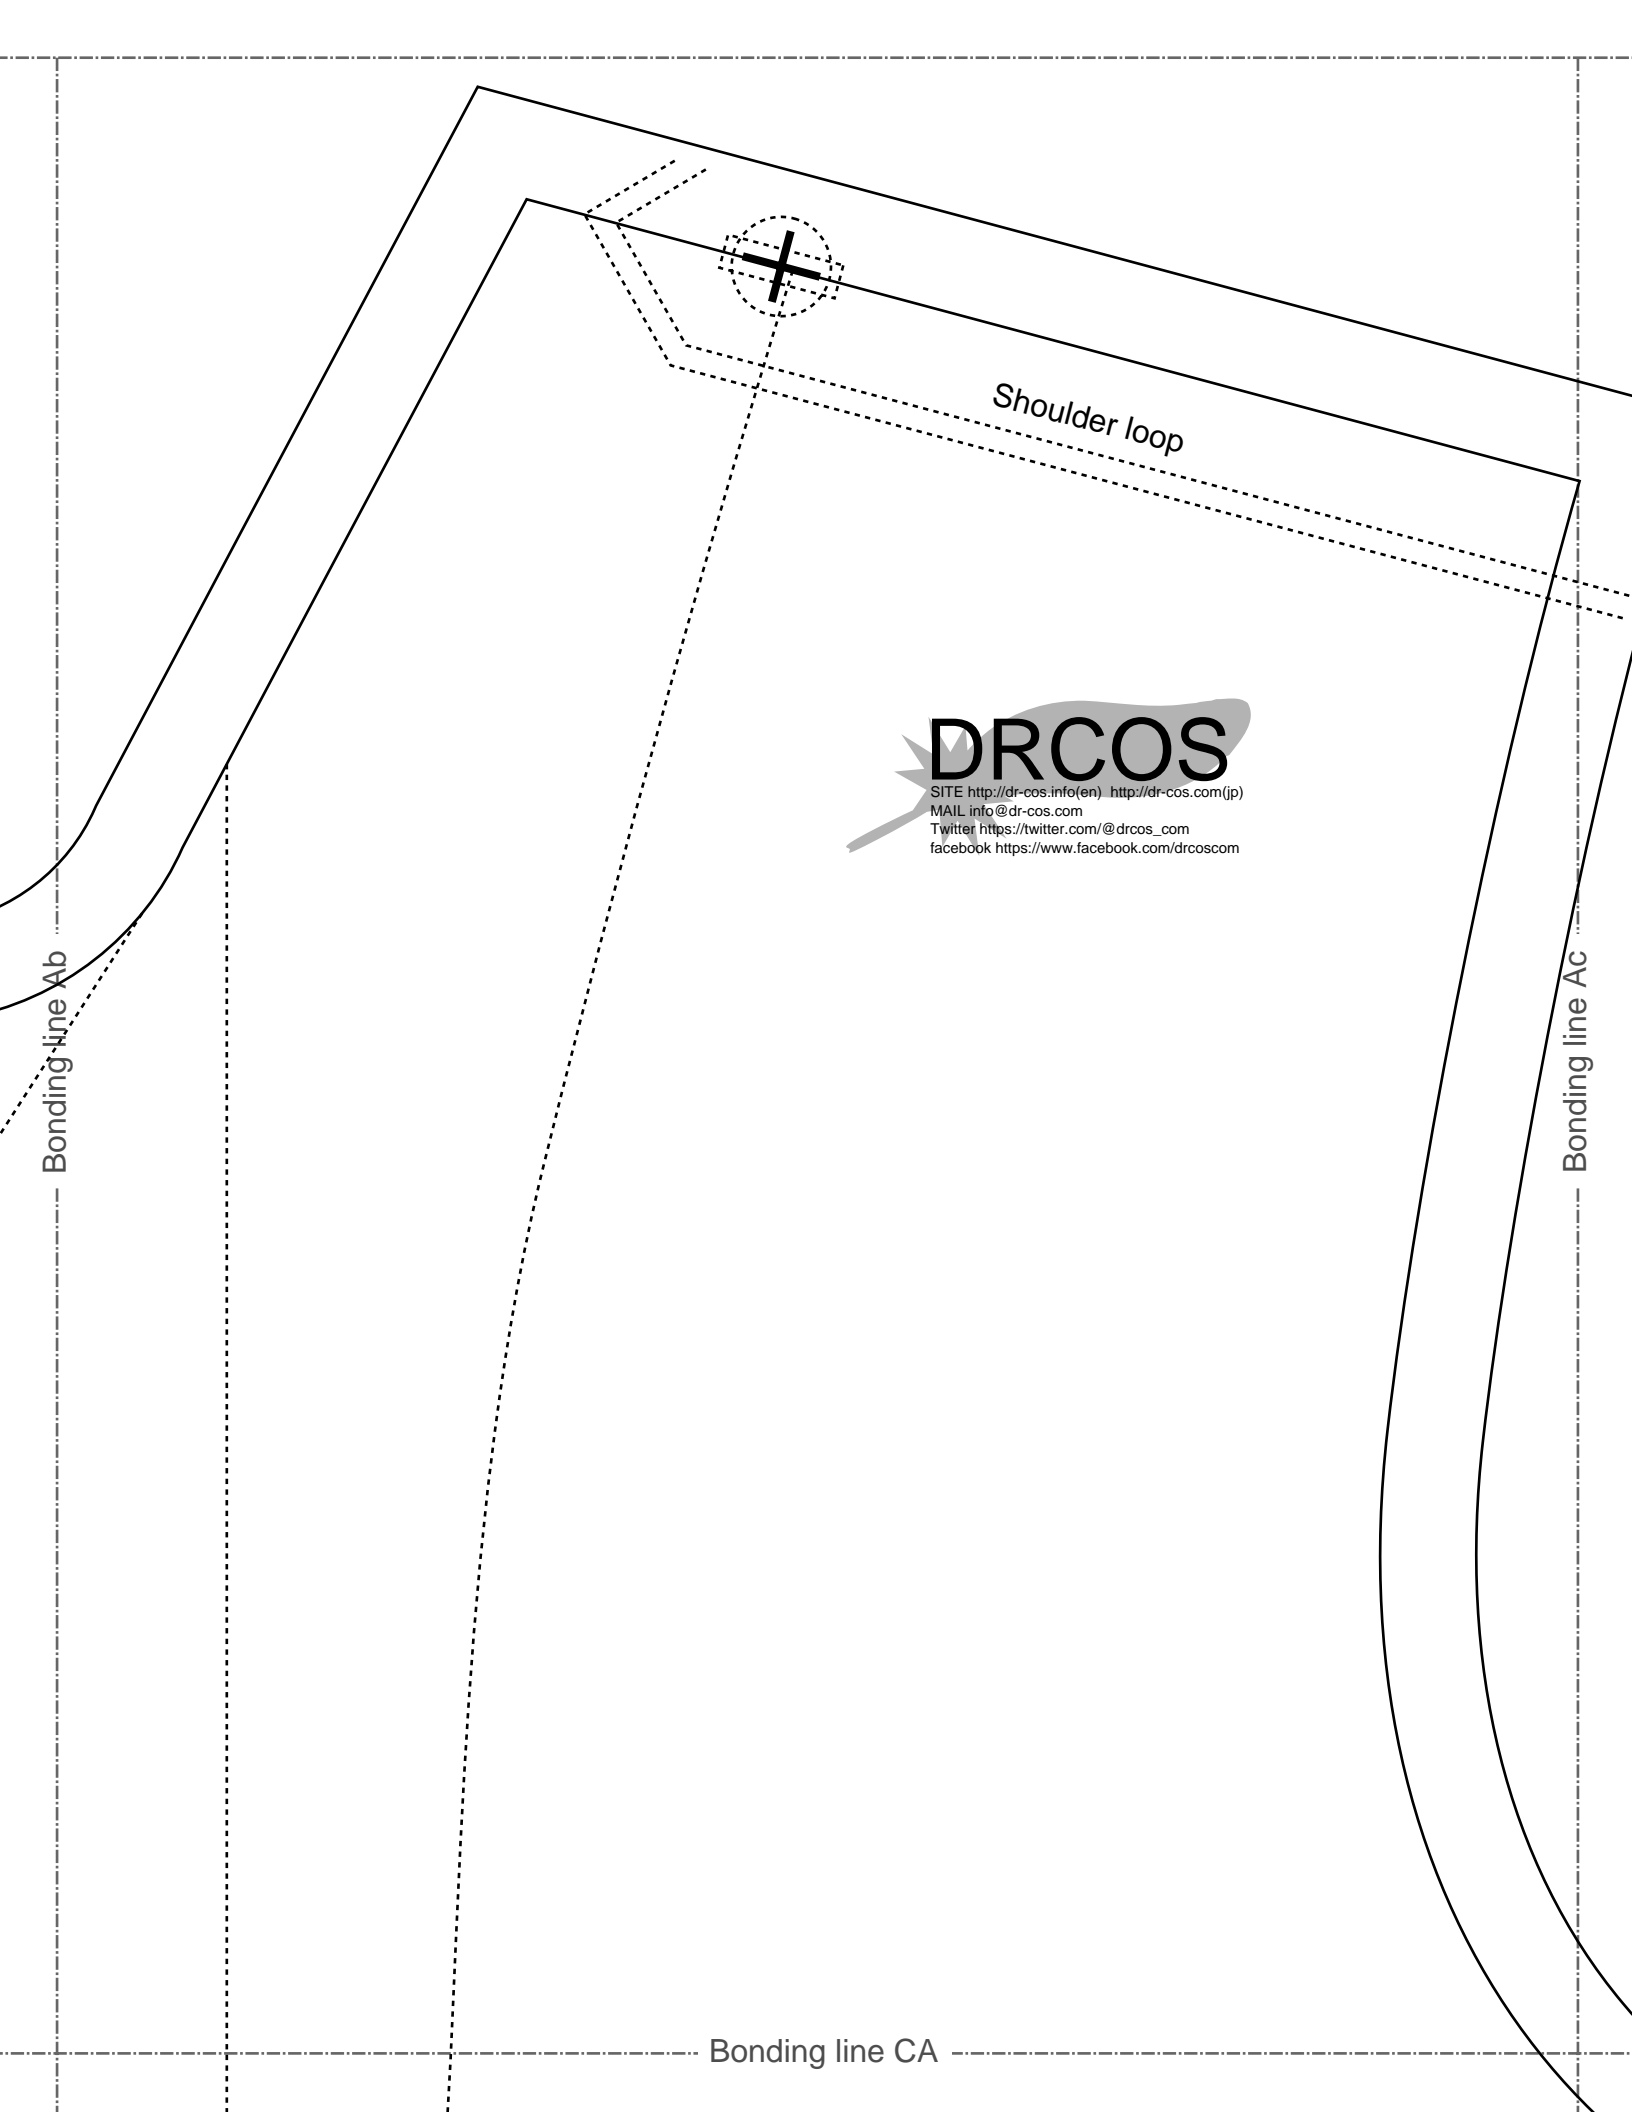 Shoulder loop
DRCOS
SITE http://dr-cos.info(en)  http://dr-cos.com(jp)
MAIL info@dr-cos.com
Twitter https://twitter.com/@drcos_com
facebook https://www.facebook.com/drcoscom
Bonding line Ab
Bonding line Ac
Bonding line CA